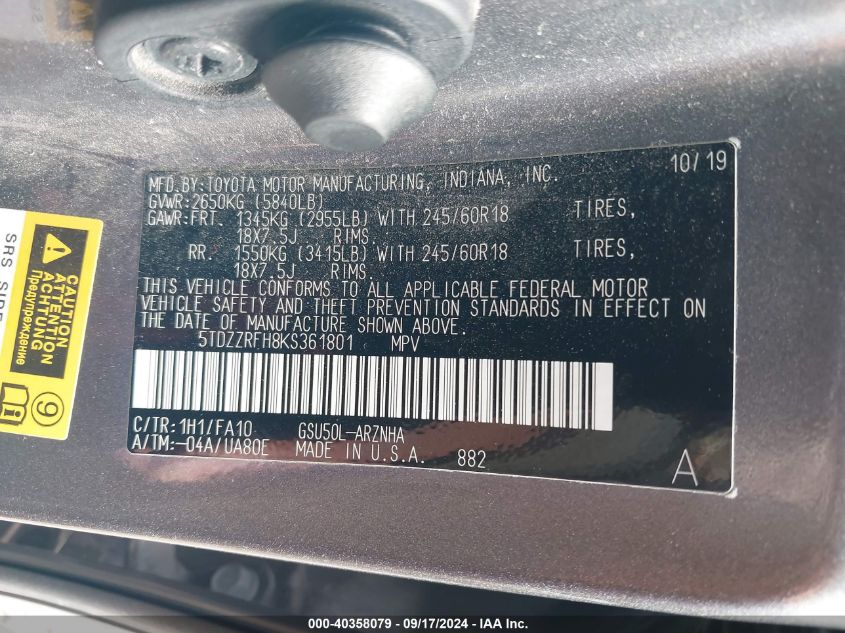 10/19
MFD.BY:TOYOTA MOTOR MANUFACTURING, INDIANA, INC.
GVWR:2650KG (5840LB)
GAWR:FRT. 1345KG (2955LB) WITH 245/60R18 TIRES,
18X7.5J RIMS.
RR. 1550KG (3415LB) WITH 245/60R18 TIRES,
18X7.5J RIMS.
THIS VEHICLE CONFORMS TO ALL APPLICABLE FEDERAL MOTOR
VEHICLE SAFETY AND THEFT PREVENTION STANDARDS IN EFFECT ON
THE DATE OF MANUFACTURE SHOWN ABOVE.
5TDZZRFH8KS361801 MPV
C/TR:1H1/FA10 GSU50L-ARZNHA
A/TM:-04A/UA80E MADE IN U.S.A. 882
A
SRS SIDE
CAUTION
ATTENTION
ACHTUNG
Предупреждение
9
000-40358079 - 09/17/2024 - IAA Inc.